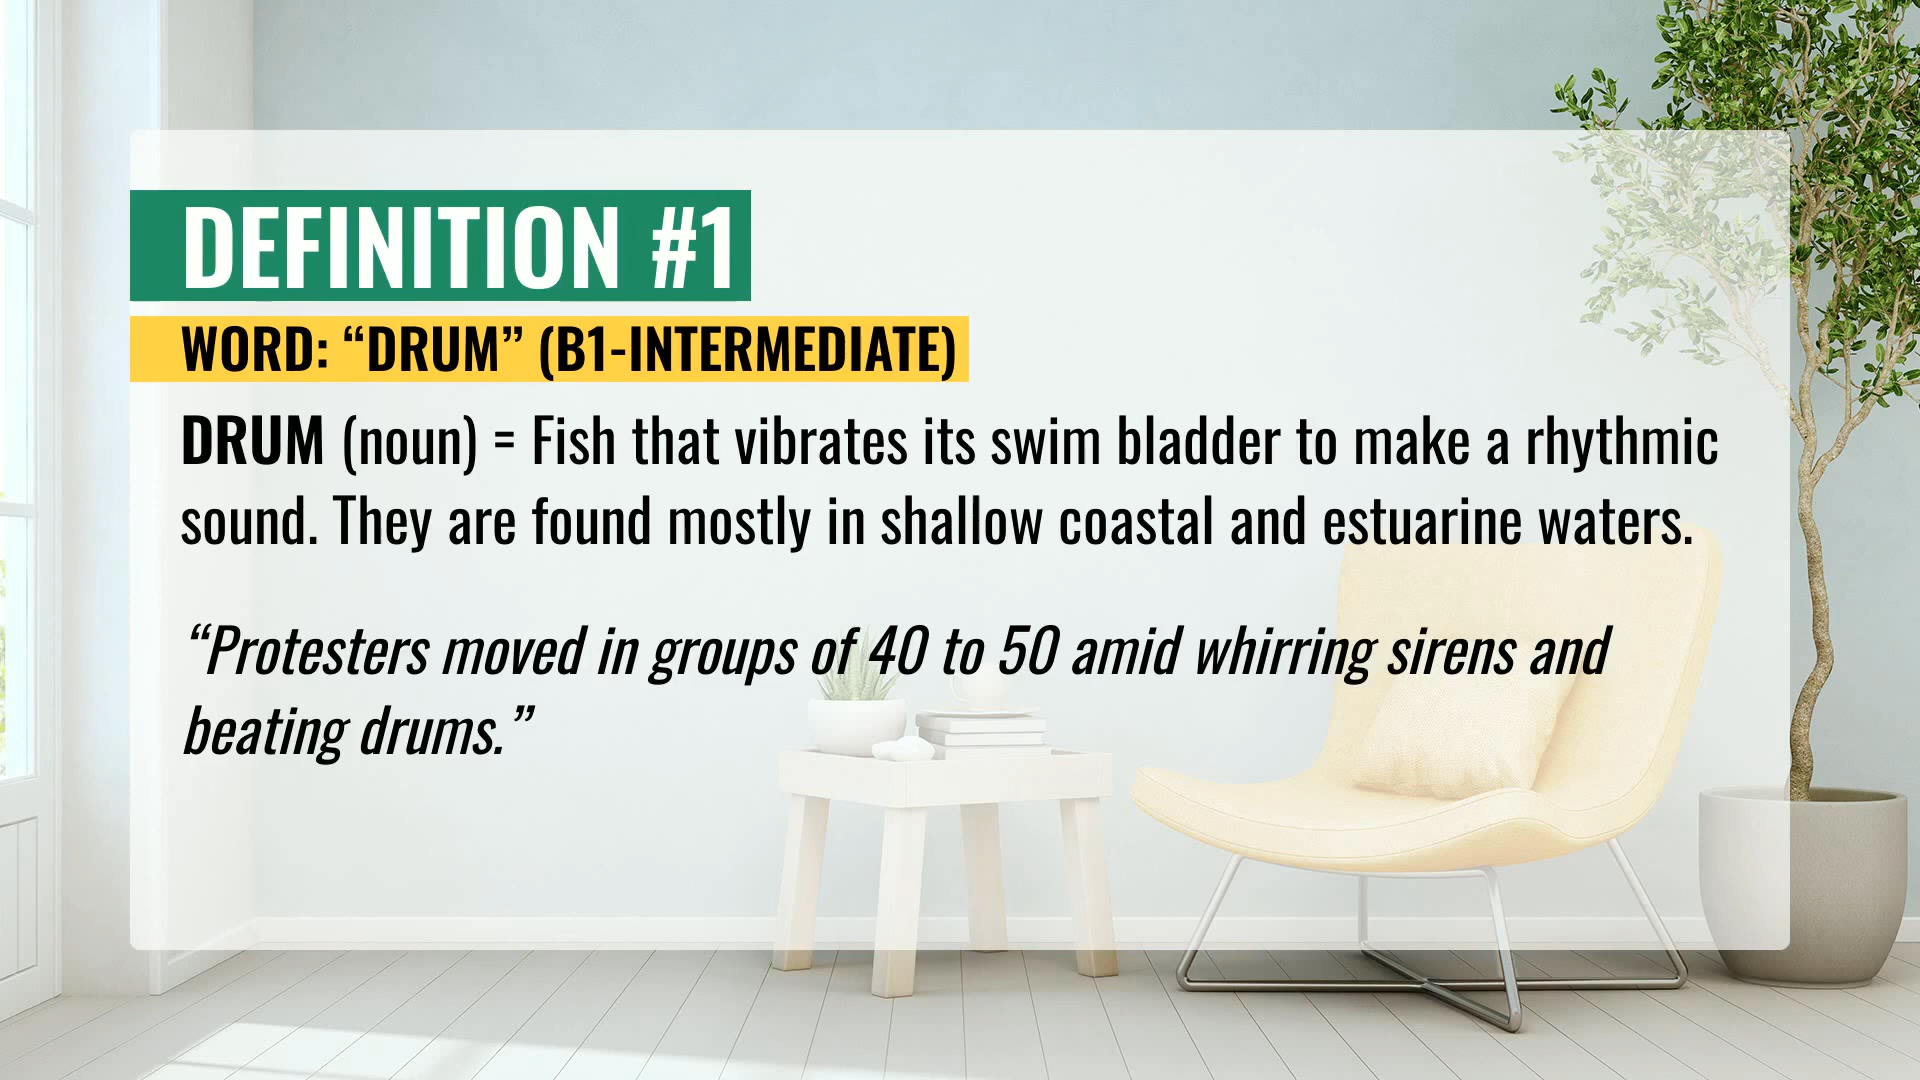 DEFINITION #1
WORD: “DRUM” (B1-INTERMEDIATE)
DRUM (noun) = Fish that vibrates its swim bladder to make a rhythmic
sound. They are found mostly in shallow coastal and estuarine waters.
“Protesters moved in groups of 40 to 50 amid whirring sirens and
beating drums.”